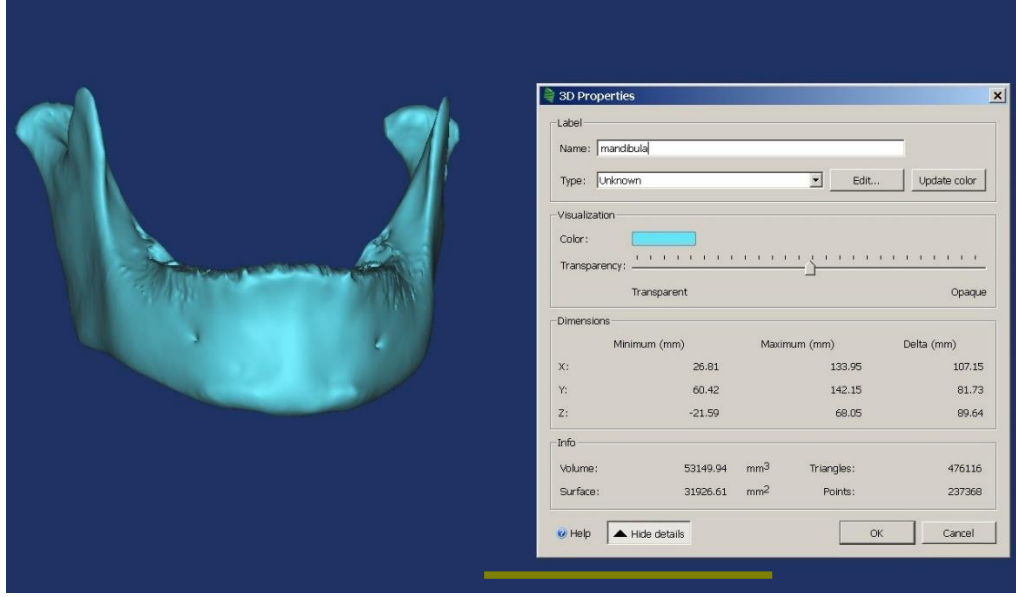 3D Properties
Label
Name: mandibula
Type: Unknown Edit... Update color
Visualization
Color:
Transparency:
Transparent Opaque
Dimensions
Minimum (mm) Maximum (mm) Delta (mm)
X: 26.81 133.95 107.15
Y: 60.42 142.15 81.73
Z: -21.59 68.05 89.64
Info
Volume: 53149.94 mm3 Triangles: 476116
Surface: 31926.61 mm2 Points: 237368
Help Hide details OK Cancel